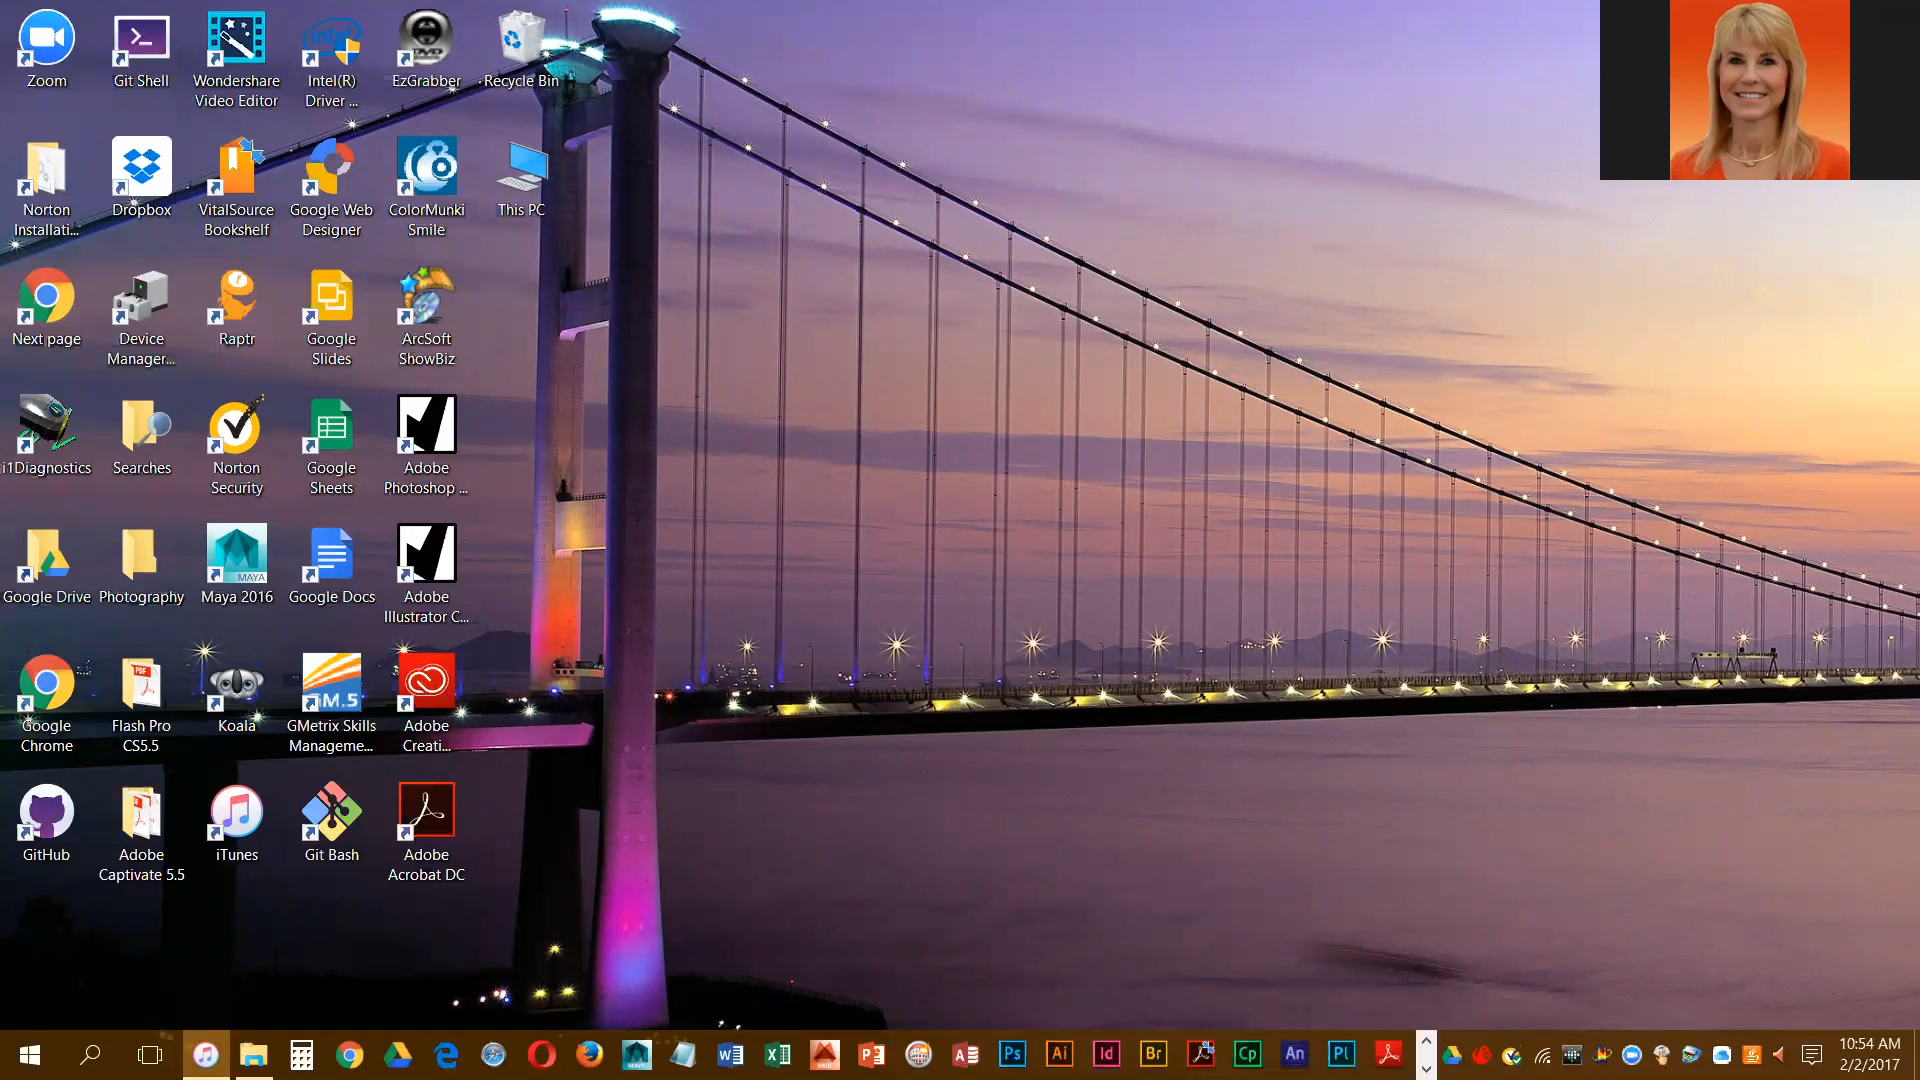 Zoom
Git Shell
Wondershare
Video Editor
Intel(R)
Driver ...
EzGrabber
Recycle Bin
Norton
Installati...
Dropbox
VitalSource
Bookshelf
Google Web
Designer
ColorMunki
Smile
This PC
Next page
Device
Manager...
Raptr
Google
Slides
ArcSoft
ShowBiz
i1Diagnostics
Searches
Norton
Security
Google
Sheets
Adobe
Photoshop ...
Google Drive
Photography
MAYA
Maya 2016
Google Docs
Adobe
Illustrator C...
Google
Chrome
PDF
Flash Pro
CS5.5
Koala
GM.5
GMetrix Skills
Manageme...
Adobe
Creati...
GitHub
Adobe
Captivate 5.5
iTunes
Git Bash
Adobe
Acrobat DC
Ps
Ai
Id
Br
Cp
An
Pl
10:54 AM
2/2/2017